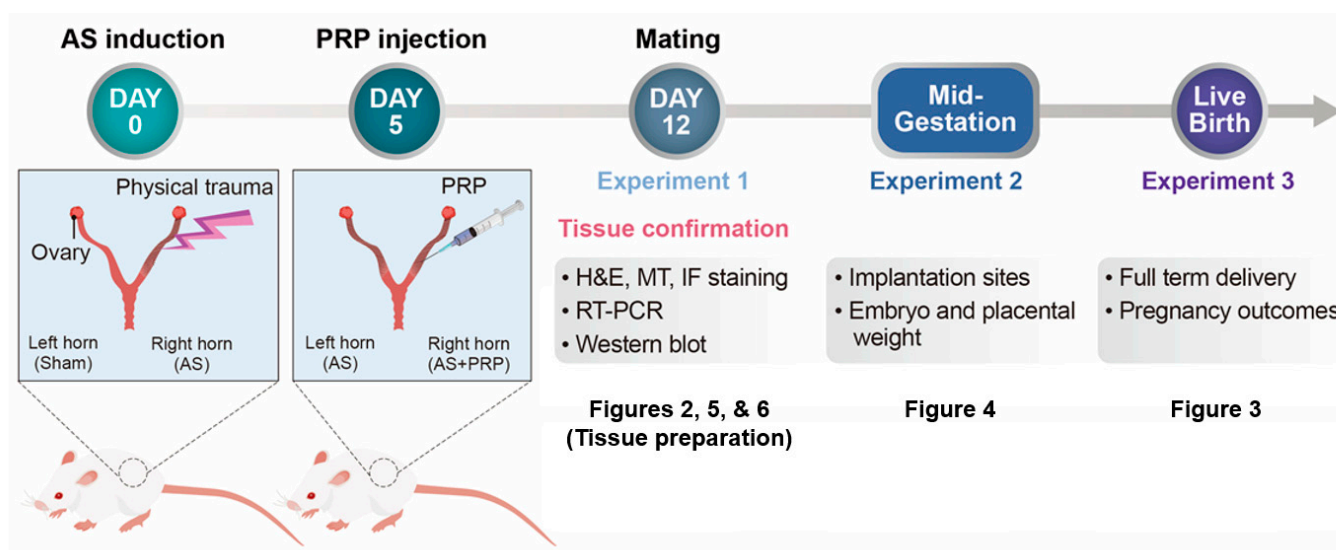 AS induction
PRP injection
Mating
DAY
0
DAY
5
DAY
12
Mid-
Gestation
Live
Birth
Physical trauma
Ovary
Left horn
(Sham)
Right horn
(AS)
PRP
Left horn
(AS)
Right horn
(AS+PRP)
Experiment 1
Tissue confirmation
• H&E, MT, IF staining
• RT-PCR
• Western blot
Figures 2, 5, & 6
(Tissue preparation)
Experiment 2
• Implantation sites
• Embryo and placental
weight
Figure 4
Experiment 3
• Full term delivery
• Pregnancy outcomes
Figure 3